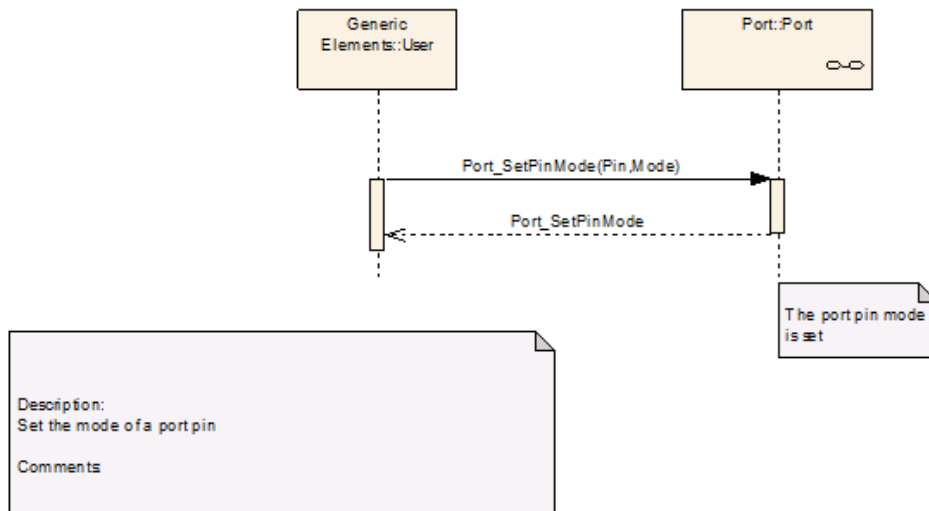 Generic
Elements::User
Port::Port
Port_SetPinMode(Pin,Mode)
Port_SetPinMode
The port pin mode
is set
Description:
Set the mode of a port pin
Comments: